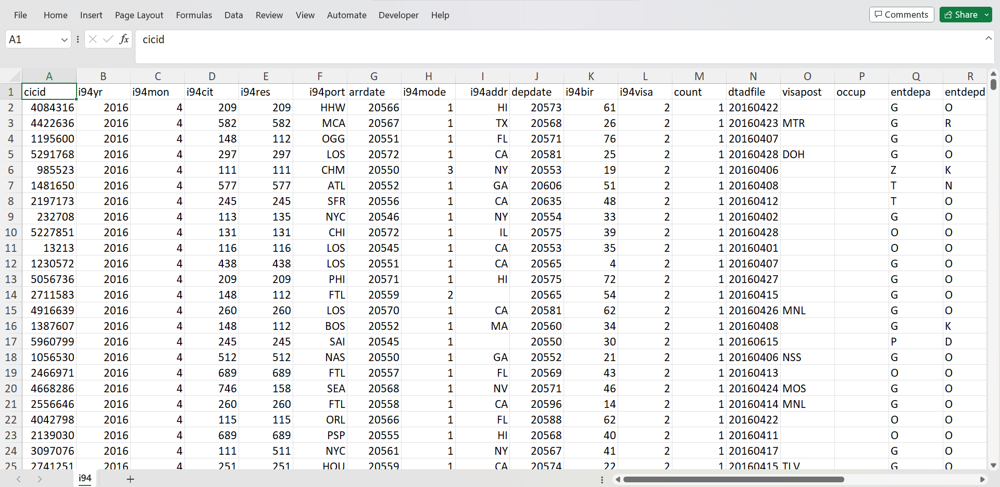 File Home Insert Page Layout Formulas Data Review View Automate Developer Help Comments Share
A1 fx cicid
A B C D E F G H I J K L M N O P Q R
1 cicid i94yr i94mon i94cit i94res i94port arrdate i94mode i94addr depdate i94bir i94visa count dtadfile visapost occup entdepa entdepd
2 4084316 2016 4 209 209 HHW 20566 1 HI 20573 61 2 1 20160422 G O
3 4422636 2016 4 582 582 MCA 20567 1 TX 20568 26 2 1 20160423 MTR G R
4 1195600 2016 4 148 112 OGG 20551 1 FL 20571 76 2 1 20160407 G O
5 5291768 2016 4 297 297 LOS 20572 1 CA 20581 25 2 1 20160428 DOH G O
6 985523 2016 4 111 111 CHM 20550 3 NY 20553 19 2 1 20160406 Z K
7 1481650 2016 4 577 577 ATL 20552 1 GA 20606 51 2 1 20160408 T N
8 2197173 2016 4 245 245 SFR 20556 1 CA 20635 48 2 1 20160412 T O
9 232708 2016 4 113 135 NYC 20546 1 NY 20554 33 2 1 20160402 G O
10 5227851 2016 4 131 131 CHI 20572 1 IL 20575 39 2 1 20160428 O O
11 13213 2016 4 116 116 LOS 20545 1 CA 20553 35 2 1 20160401 O O
12 1230572 2016 4 438 438 LOS 20551 1 CA 20565 4 2 1 20160407 G O
13 5056736 2016 4 209 209 PHI 20571 1 HI 20575 72 2 1 20160427 G O
14 2711583 2016 4 148 112 FTL 20559 2 20565 54 2 1 20160415 G O
15 4916639 2016 4 260 260 LOS 20570 1 CA 20581 62 2 1 20160426 MNL G O
16 1387607 2016 4 148 112 BOS 20552 1 MA 20560 34 2 1 20160408 G K
17 5960799 2016 4 245 245 SAI 20545 1 20550 30 2 1 20160615 P D
18 1056530 2016 4 512 512 NAS 20550 1 GA 20552 21 2 1 20160406 NSS G O
19 2466971 2016 4 689 689 FTL 20557 1 FL 20569 43 2 1 20160413 O O
20 4668286 2016 4 746 158 SEA 20568 1 NV 20571 46 2 1 20160424 MOS G O
21 2556646 2016 4 260 260 FTL 20558 1 CA 20596 14 2 1 20160414 MNL G O
22 4042798 2016 4 115 115 ORL 20566 1 FL 20588 62 2 1 20160422 O O
23 2139030 2016 4 689 689 PSP 20555 1 HI 20568 40 2 1 20160411 O O
24 3097076 2016 4 111 511 NYC 20561 1 NY 20567 41 2 1 20160417 G O
25 2741251 2016 4 251 251 HOU 20559 1 CA 20574 22 2 1 20160415 TLV G O
i94